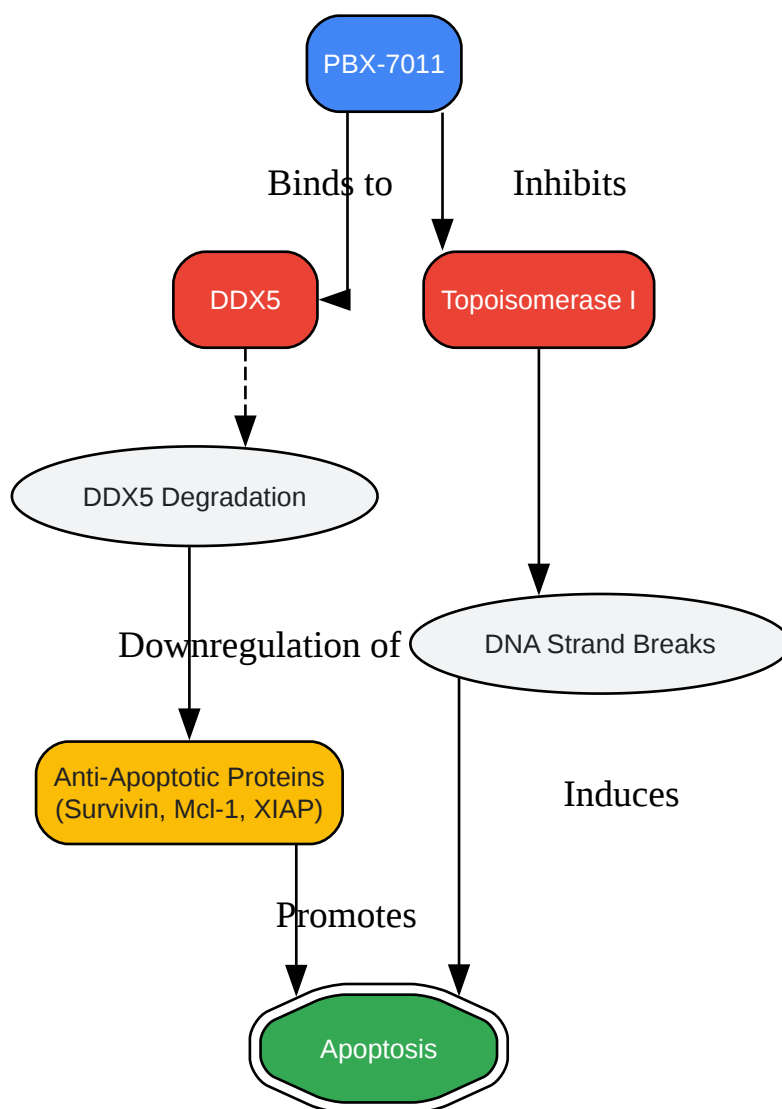 PBX-7011
Binds to
Inhibits
DDX5
Topoisomerase I
DDX5 Degradation
Downregulation of
DNA Strand Breaks
Anti-Apoptotic Proteins
(Survivin, Mcl-1, XIAP)
Induces
Promotes
Apoptosis